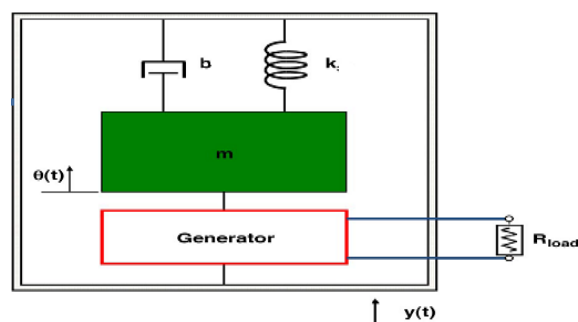 b
k
m
θ(t)
Generator
Rload
y(t)